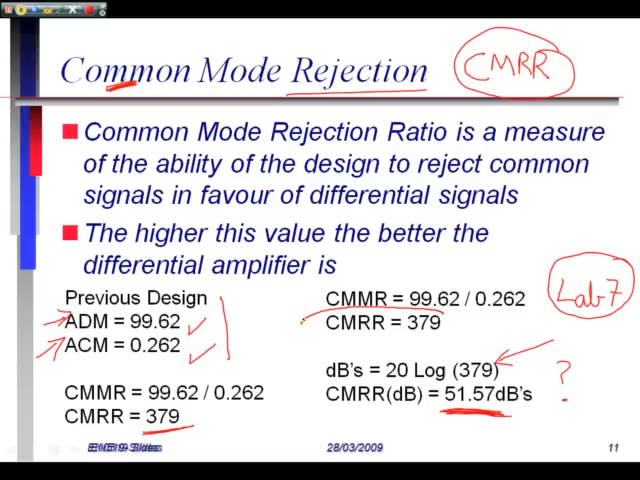 Common Mode Rejection
CMRR
Common Mode Rejection Ratio is a measure
of the ability of the design to reject common
signals in favour of differential signals
The higher this value the better the
differential amplifier is
Lab 7
Previous Design
ADM = 99.62
ACM = 0.262
CMMR = 99.62 / 0.262
CMRR = 379
CMMR = 99.62 / 0.262
CMRR = 379
dB's = 20 Log (379)
CMRR(dB) = 51.57dB's
?
28/03/2009
11